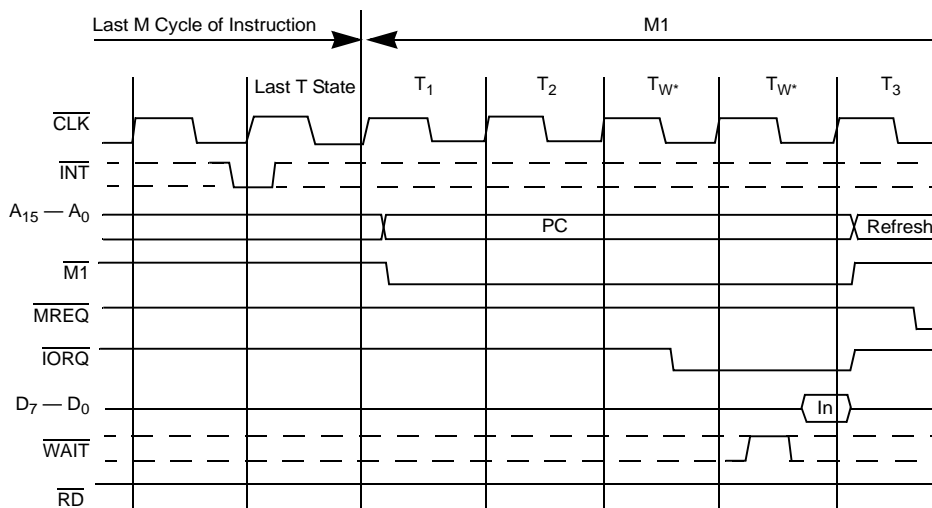 Last M Cycle of Instruction M1
Last T State T1 T2 TW* TW* T3
CLK
INT
A15 — A0 PC Refresh
M1
MREQ
IORQ
D7 — D0 In
WAIT
RD